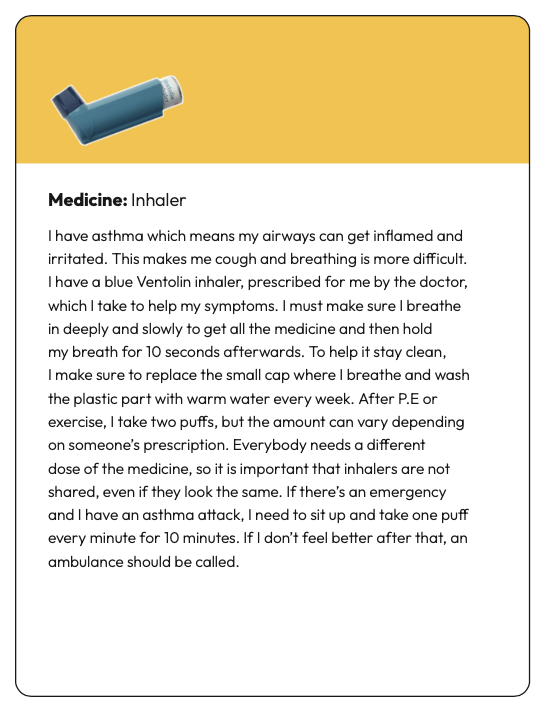 Medicine: Inhaler
I have asthma which means my airways can get inflamed and
irritated. This makes me cough and breathing is more difficult.
I have a blue Ventolin inhaler, prescribed for me by the doctor,
which I take to help my symptoms. I must make sure I breathe
in deeply and slowly to get all the medicine and then hold
my breath for 10 seconds afterwards. To help it stay clean,
I make sure to replace the small cap where I breathe and wash
the plastic part with warm water every week. After P.E or
exercise, I take two puffs, but the amount can vary depending
on someone’s prescription. Everybody needs a different
dose of the medicine, so it is important that inhalers are not
shared, even if they look the same. If there’s an emergency
and I have an asthma attack, I need to sit up and take one puff
every minute for 10 minutes. If I don’t feel better after that, an
ambulance should be called.